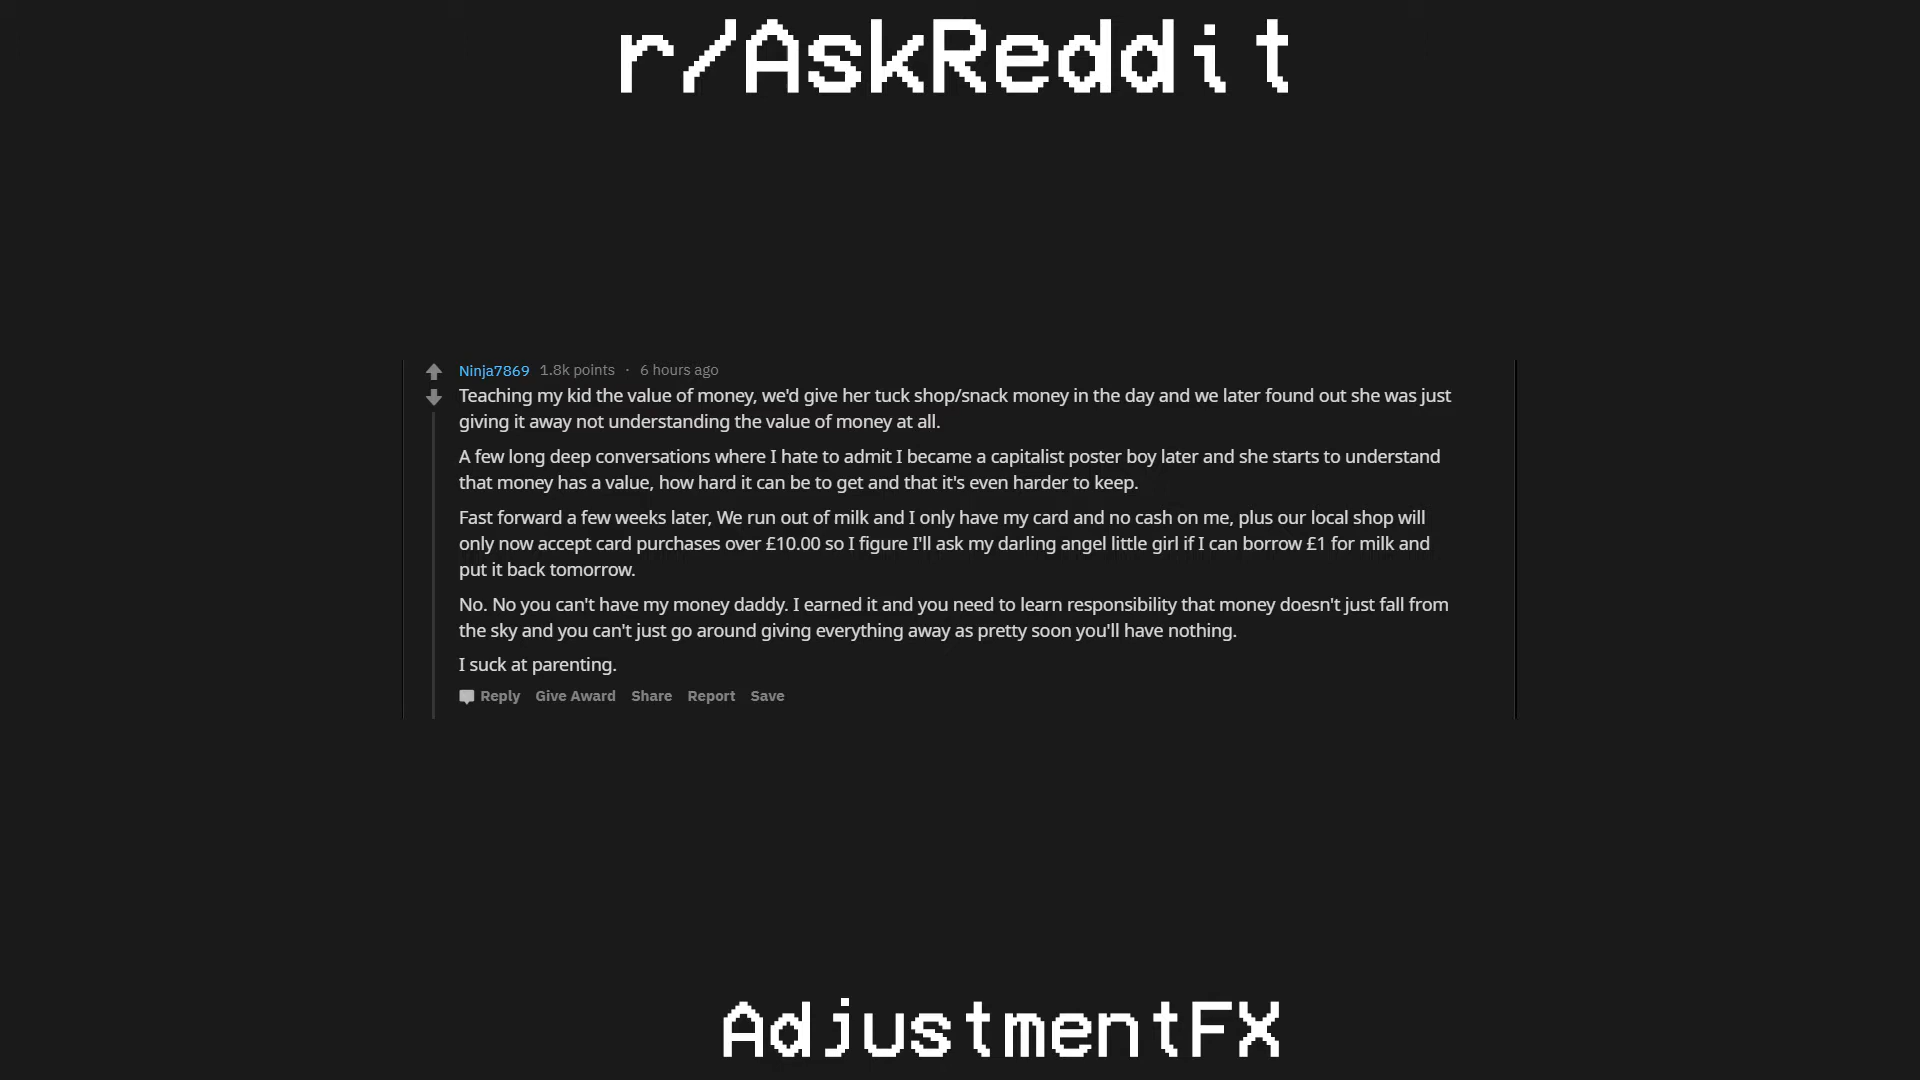 r/AskReddit
Ninja7869 1.8k points · 6 hours ago
Teaching my kid the value of money, we'd give her tuck shop/snack money in the day and we later found out she was just
giving it away not understanding the value of money at all.
A few long deep conversations where I hate to admit I became a capitalist poster boy later and she starts to understand
that money has a value, how hard it can be to get and that it's even harder to keep.
Fast forward a few weeks later, We run out of milk and I only have my card and no cash on me, plus our local shop will
only now accept card purchases over £10.00 so I figure I'll ask my darling angel little girl if I can borrow £1 for milk and
put it back tomorrow.
No. No you can't have my money daddy. I earned it and you need to learn responsibility that money doesn't just fall from
the sky and you can't just go around giving everything away as pretty soon you'll have nothing.
I suck at parenting.
Reply Give Award Share Report Save
AdjustmentFX